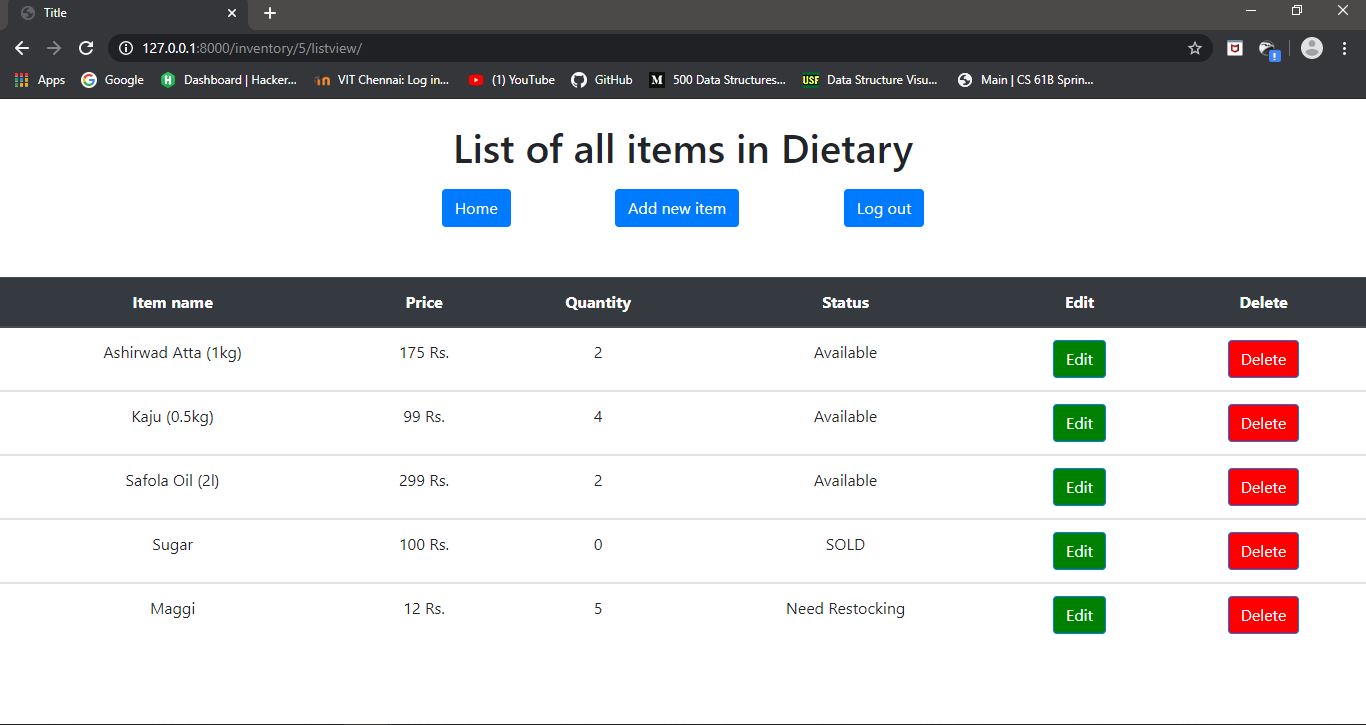 Title
127.0.0.1:8000/inventory/5/listview/
Apps Google Dashboard | Hacker... VIT Chennai: Log in... (1) YouTube GitHub M 500 Data Structures... USF Data Structure Visu... Main | CS 61B Sprin...
List of all items in Dietary
Home Add new item Log out
Item name Price Quantity Status Edit Delete
Ashirwad Atta (1kg) 175 Rs. 2 Available Edit Delete
Kaju (0.5kg) 99 Rs. 4 Available Edit Delete
Safola Oil (2l) 299 Rs. 2 Available Edit Delete
Sugar 100 Rs. 0 SOLD Edit Delete
Maggi 12 Rs. 5 Need Restocking Edit Delete